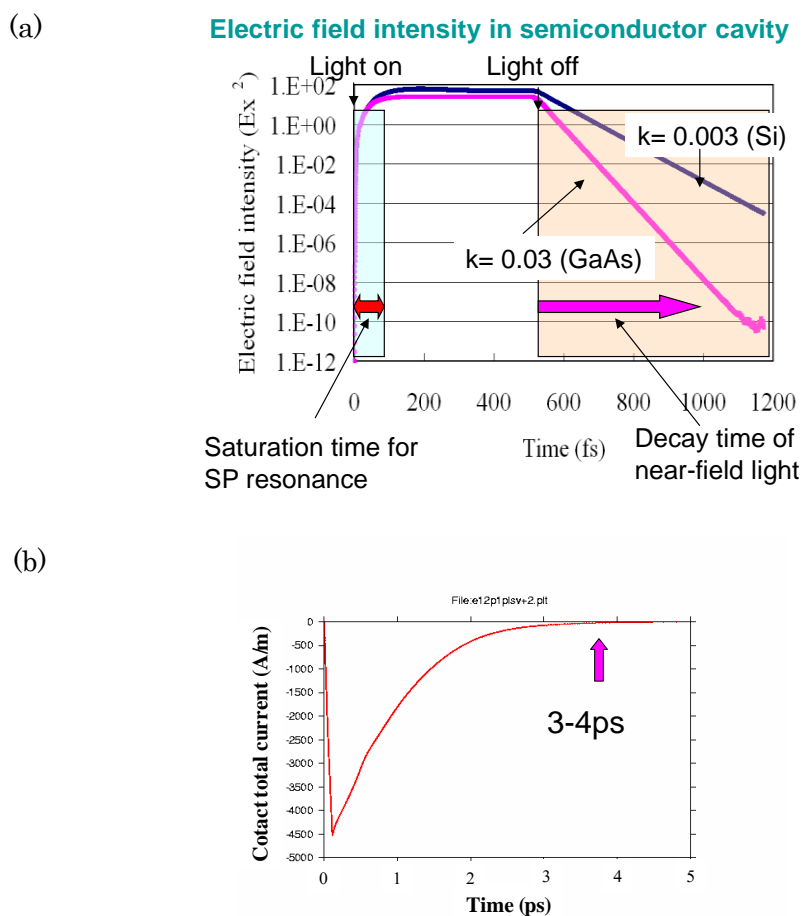 (a)
Electric field intensity in semiconductor cavity
Light on
Light off
Electric field intensity (Ex^2)
1.E+02
1.E+00
1.E-02
1.E-04
1.E-06
1.E-08
1.E-10
1.E-12
k= 0.003 (Si)
k= 0.03 (GaAs)
0
200
400
600
800
1000
1200
Time (fs)
Saturation time for
SP resonance
Decay time of
near-field light
(b)
File:e12p1plsv+2.plt
Cotact total current (A/m)
0
-500
-1000
-1500
-2000
-2500
-3000
-3500
-4000
-4500
-5000
3-4ps
0
1
2
3
4
5
Time (ps)